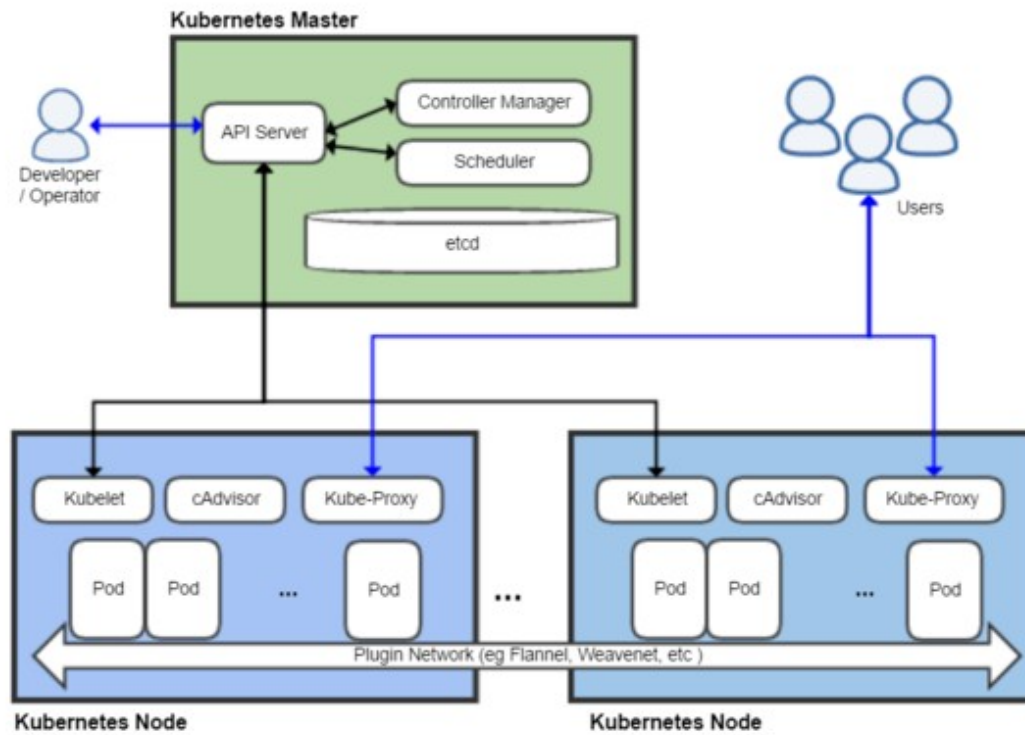 Kubernetes Master
API Server
Controller Manager
Scheduler
etcd
Developer
/ Operator
Users
Kubelet
cAdvisor
Kube-Proxy
Pod
Pod
...
Pod
...
Kubelet
cAdvisor
Kube-Proxy
Pod
Pod
...
Pod
Plugin Network (eg Flannel, Weavenet, etc )
Kubernetes Node
Kubernetes Node